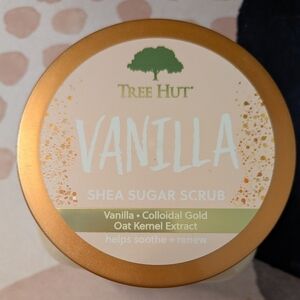 TREE HUT
VANILLA
SHEA SUGAR SCRUB
Vanilla • Colloidal Gold
Oat Kernel Extract
helps soothe + renew